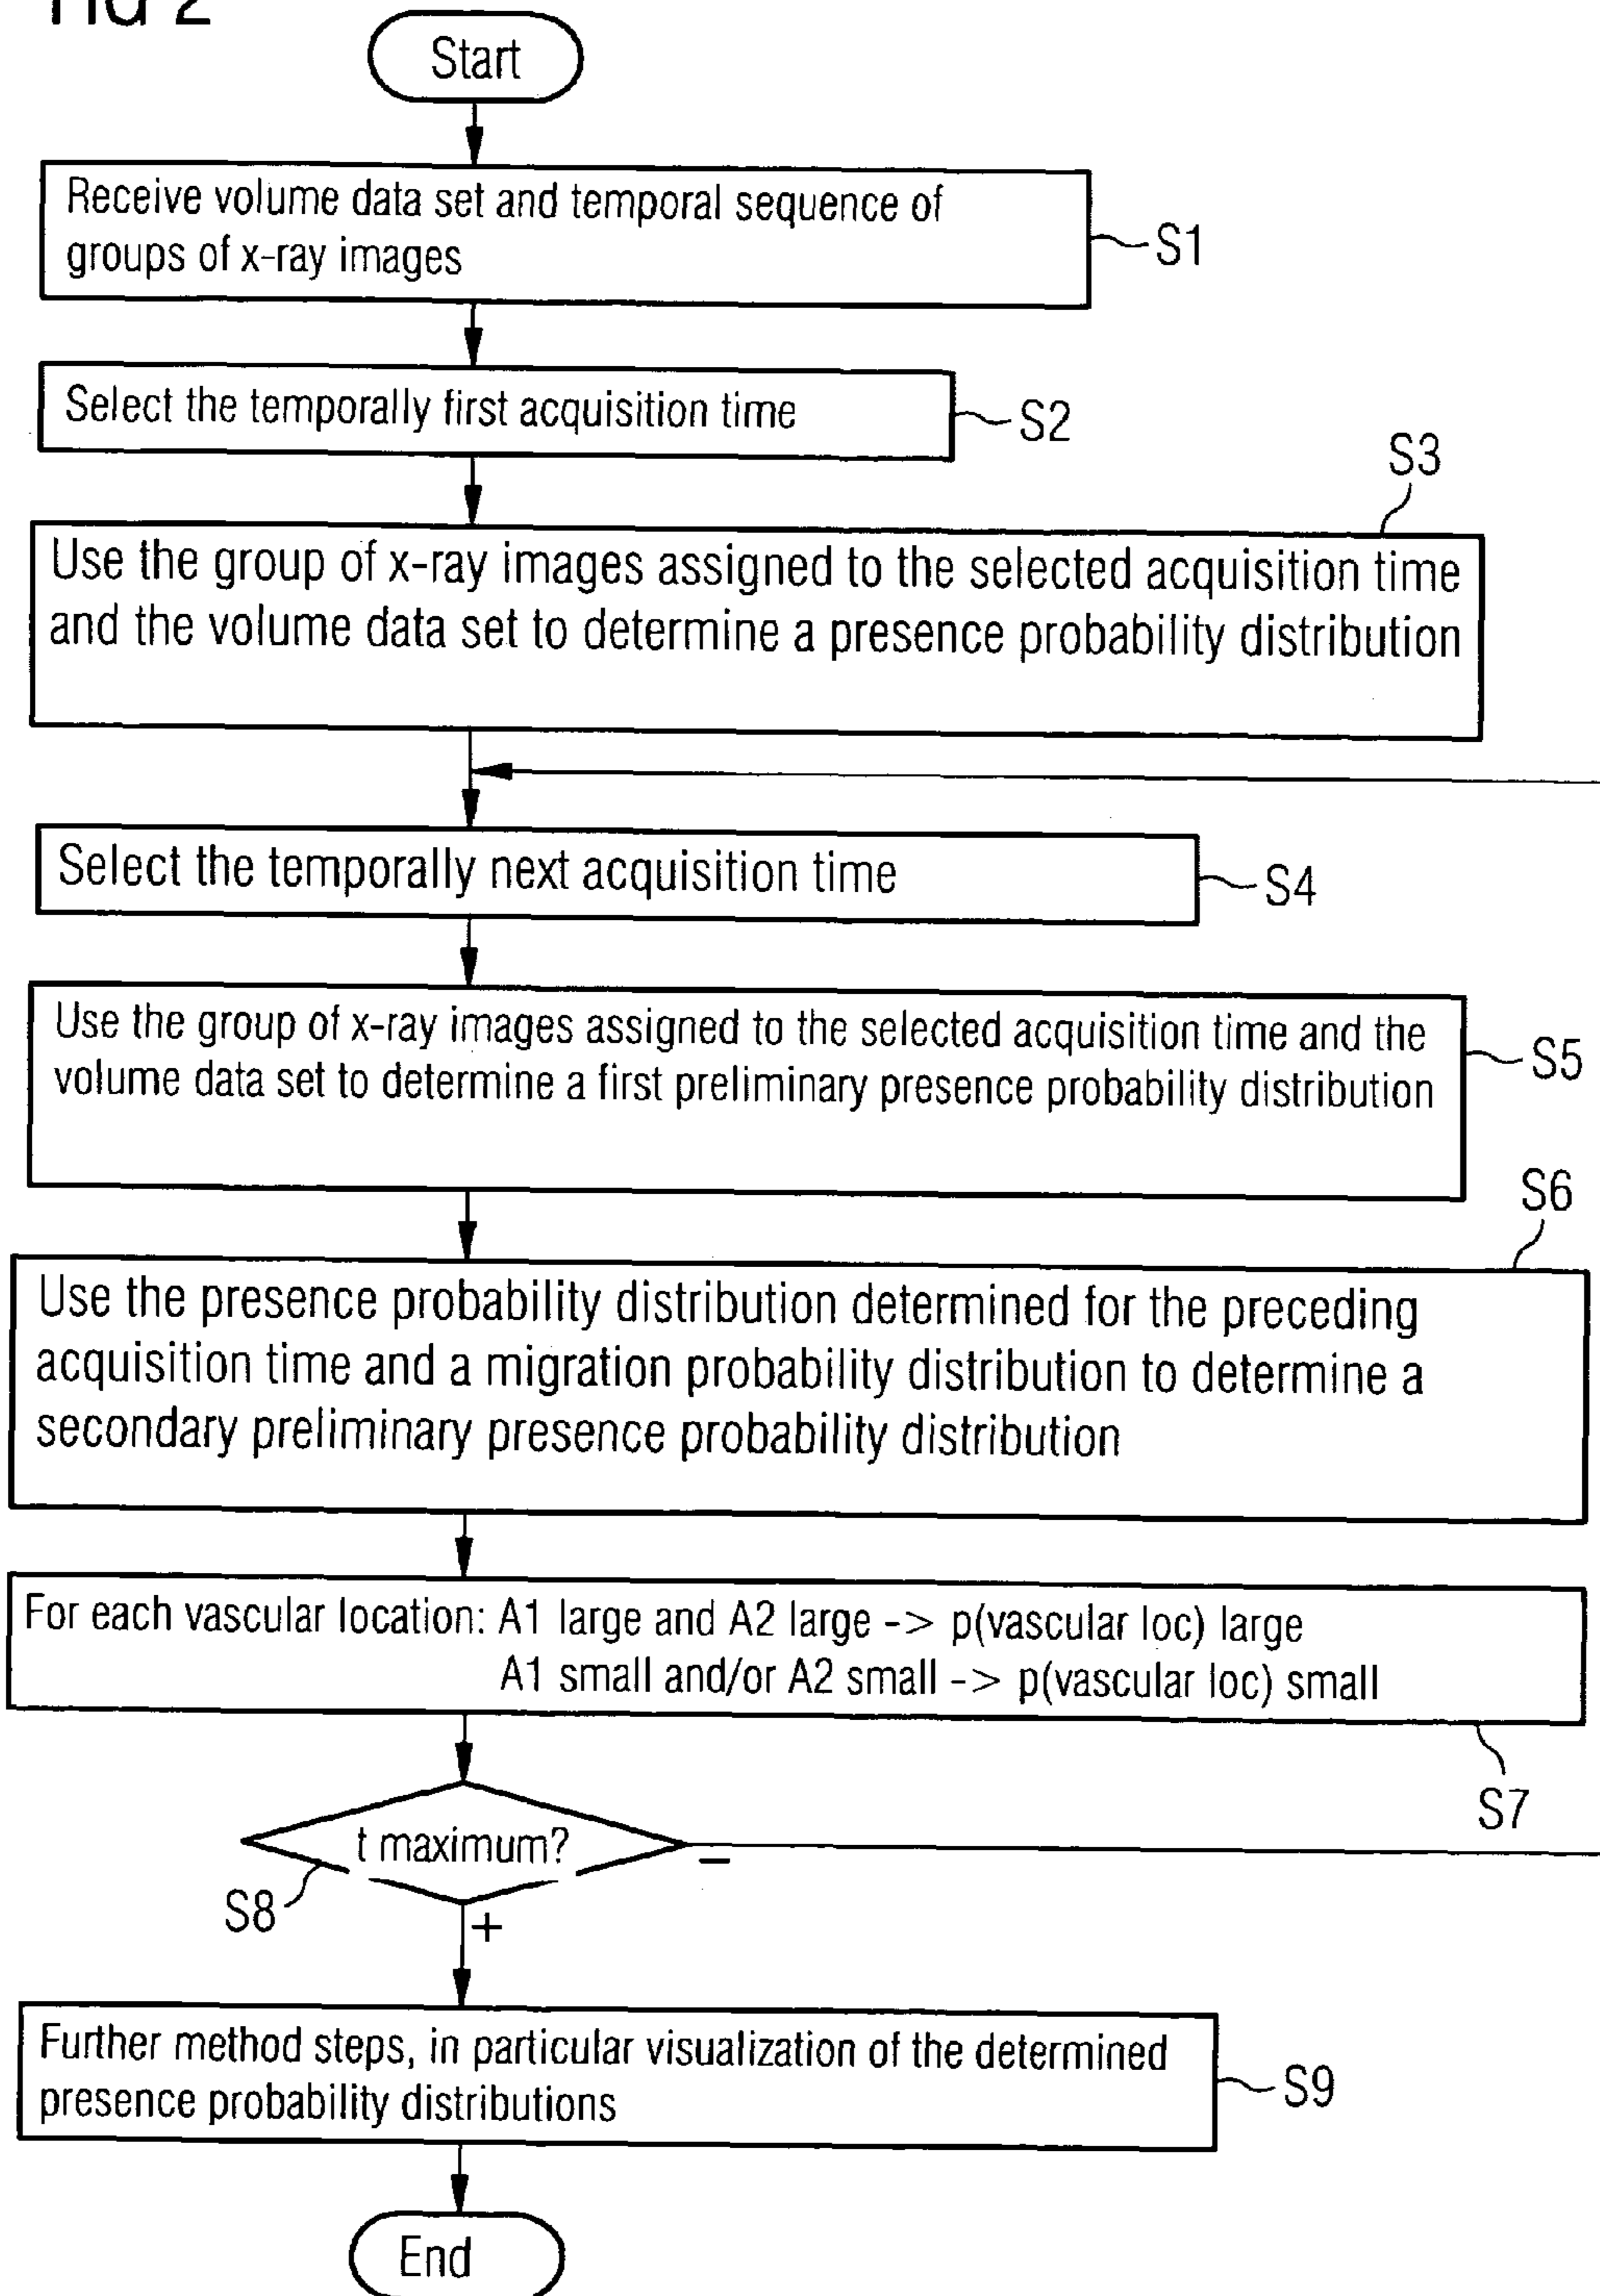 FIG 2
Start
Receive volume data set and temporal sequence of
groups of x-ray images
S1
Select the temporally first acquisition time
S2
S3
Use the group of x-ray images assigned to the selected acquisition time
and the volume data set to determine a presence probability distribution
Select the temporally next acquisition time
S4
Use the group of x-ray images assigned to the selected acquisition time and the
volume data set to determine a first preliminary presence probability distribution
S5
S6
Use the presence probability distribution determined for the preceding
acquisition time and a migration probability distribution to determine a
secondary preliminary presence probability distribution
For each vascular location: A1 large and A2 large -> p(vascular loc) large
A1 small and/or A2 small -> p(vascular loc) small
S7
t maximum?
–
S8
+
Further method steps, in particular visualization of the determined
presence probability distributions
S9
End